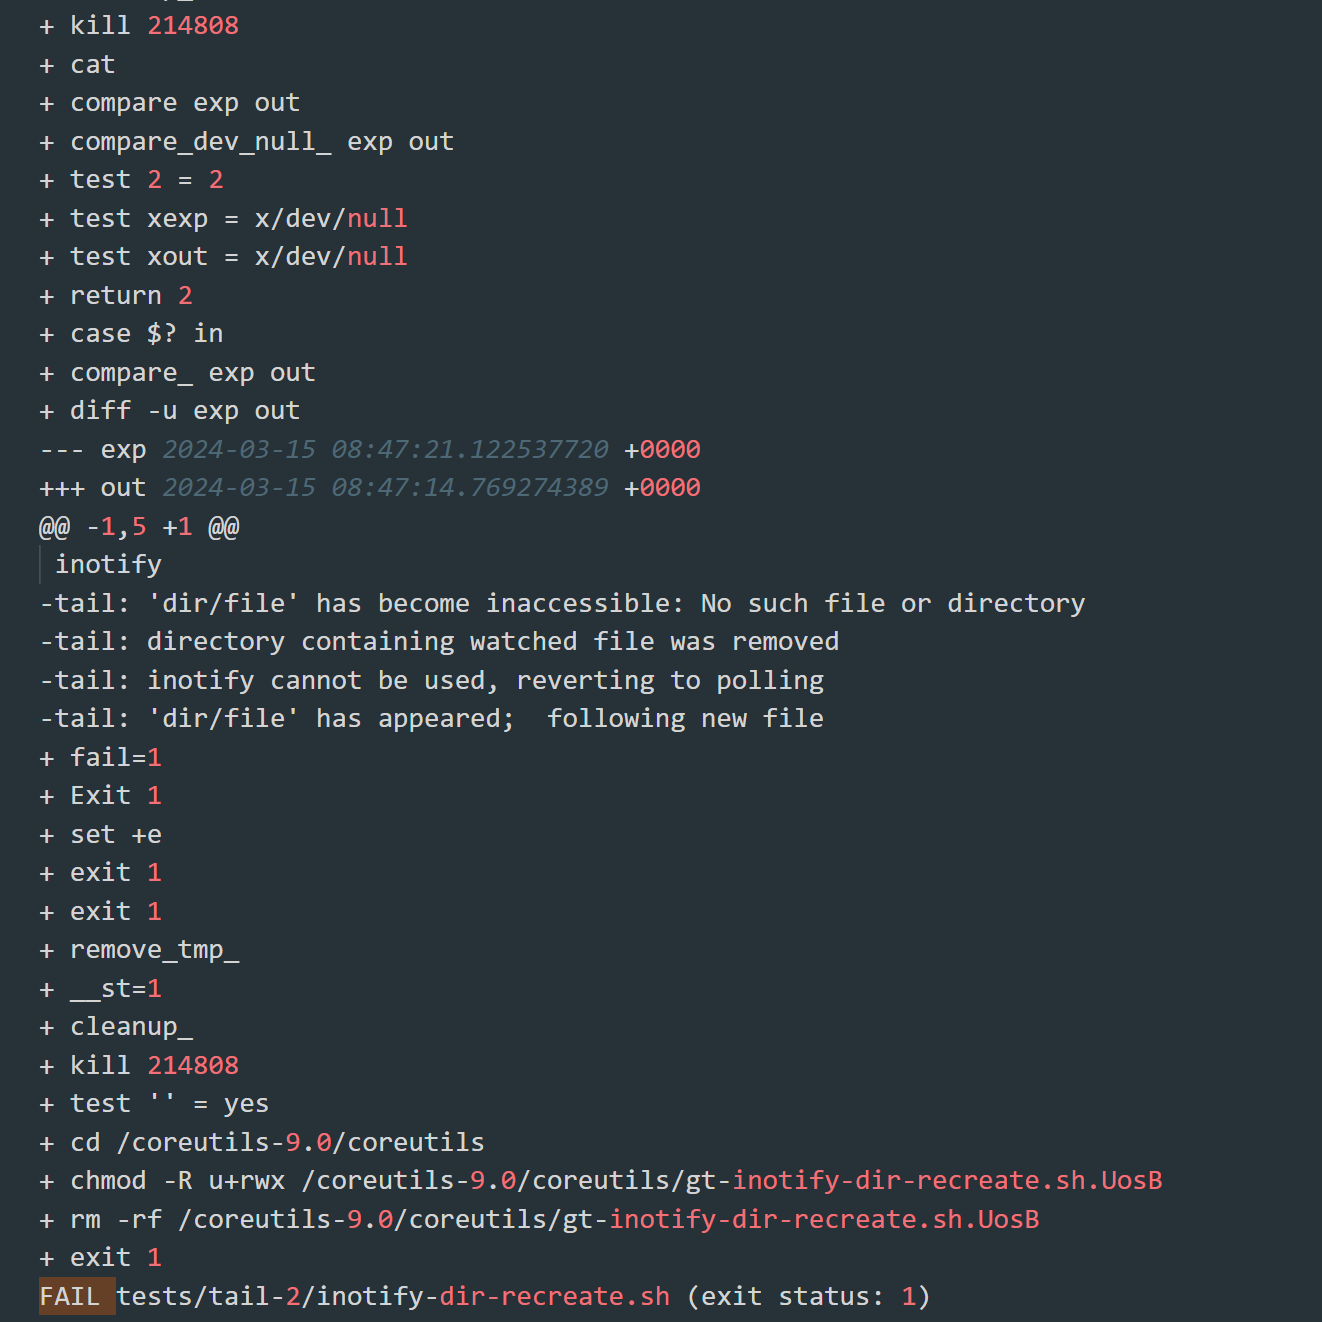 + kill 214808
+ cat
+ compare exp out
+ compare_dev_null_ exp out
+ test 2 = 2
+ test xexp = x/dev/null
+ test xout = x/dev/null
+ return 2
+ case $? in
+ compare_ exp out
+ diff -u exp out
--- exp 2024-03-15 08:47:21.122537720 +0000
+++ out 2024-03-15 08:47:14.769274389 +0000
@@ -1,5 +1 @@
 inotify
-tail: 'dir/file' has become inaccessible: No such file or directory
-tail: directory containing watched file was removed
-tail: inotify cannot be used, reverting to polling
-tail: 'dir/file' has appeared;  following new file
+ fail=1
+ Exit 1
+ set +e
+ exit 1
+ exit 1
+ remove_tmp_
+ __st=1
+ cleanup_
+ kill 214808
+ test '' = yes
+ cd /coreutils-9.0/coreutils
+ chmod -R u+rwx /coreutils-9.0/coreutils/gt-inotify-dir-recreate.sh.UosB
+ rm -rf /coreutils-9.0/coreutils/gt-inotify-dir-recreate.sh.UosB
+ exit 1
FAIL tests/tail-2/inotify-dir-recreate.sh (exit status: 1)